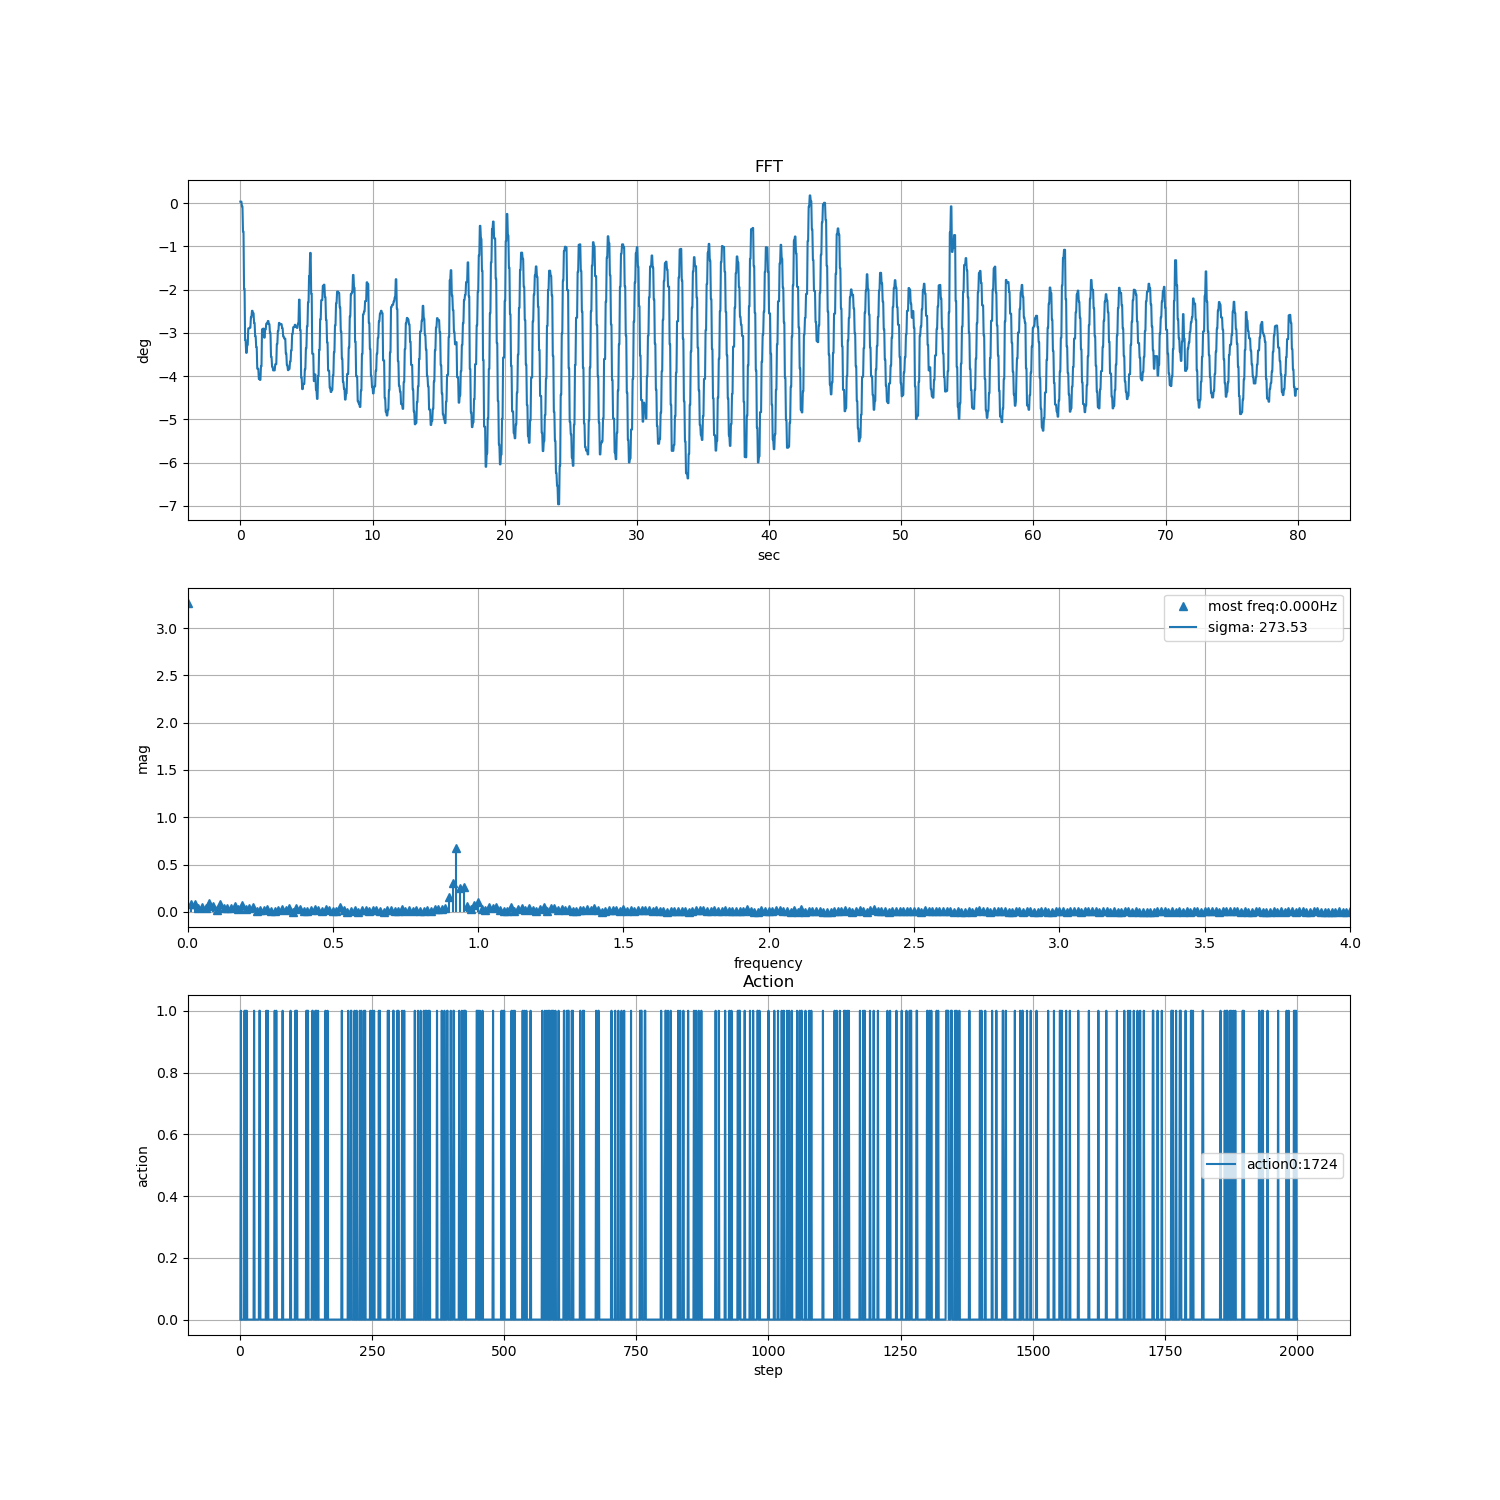 FFT
0
−1
−2
−3
−4
−5
−6
−7
deg
0 10 20 30 40 50 60 70 80
sec
most freq:0.000Hz
sigma: 273.53
3.0
2.5
2.0
1.5
1.0
0.5
0.0
mag
0.0 0.5 1.0 1.5 2.0 2.5 3.0 3.5 4.0
frequency
Action
1.0
0.8
0.6
0.4
0.2
0.0
action
action0:1724
0 250 500 750 1000 1250 1500 1750 2000
step